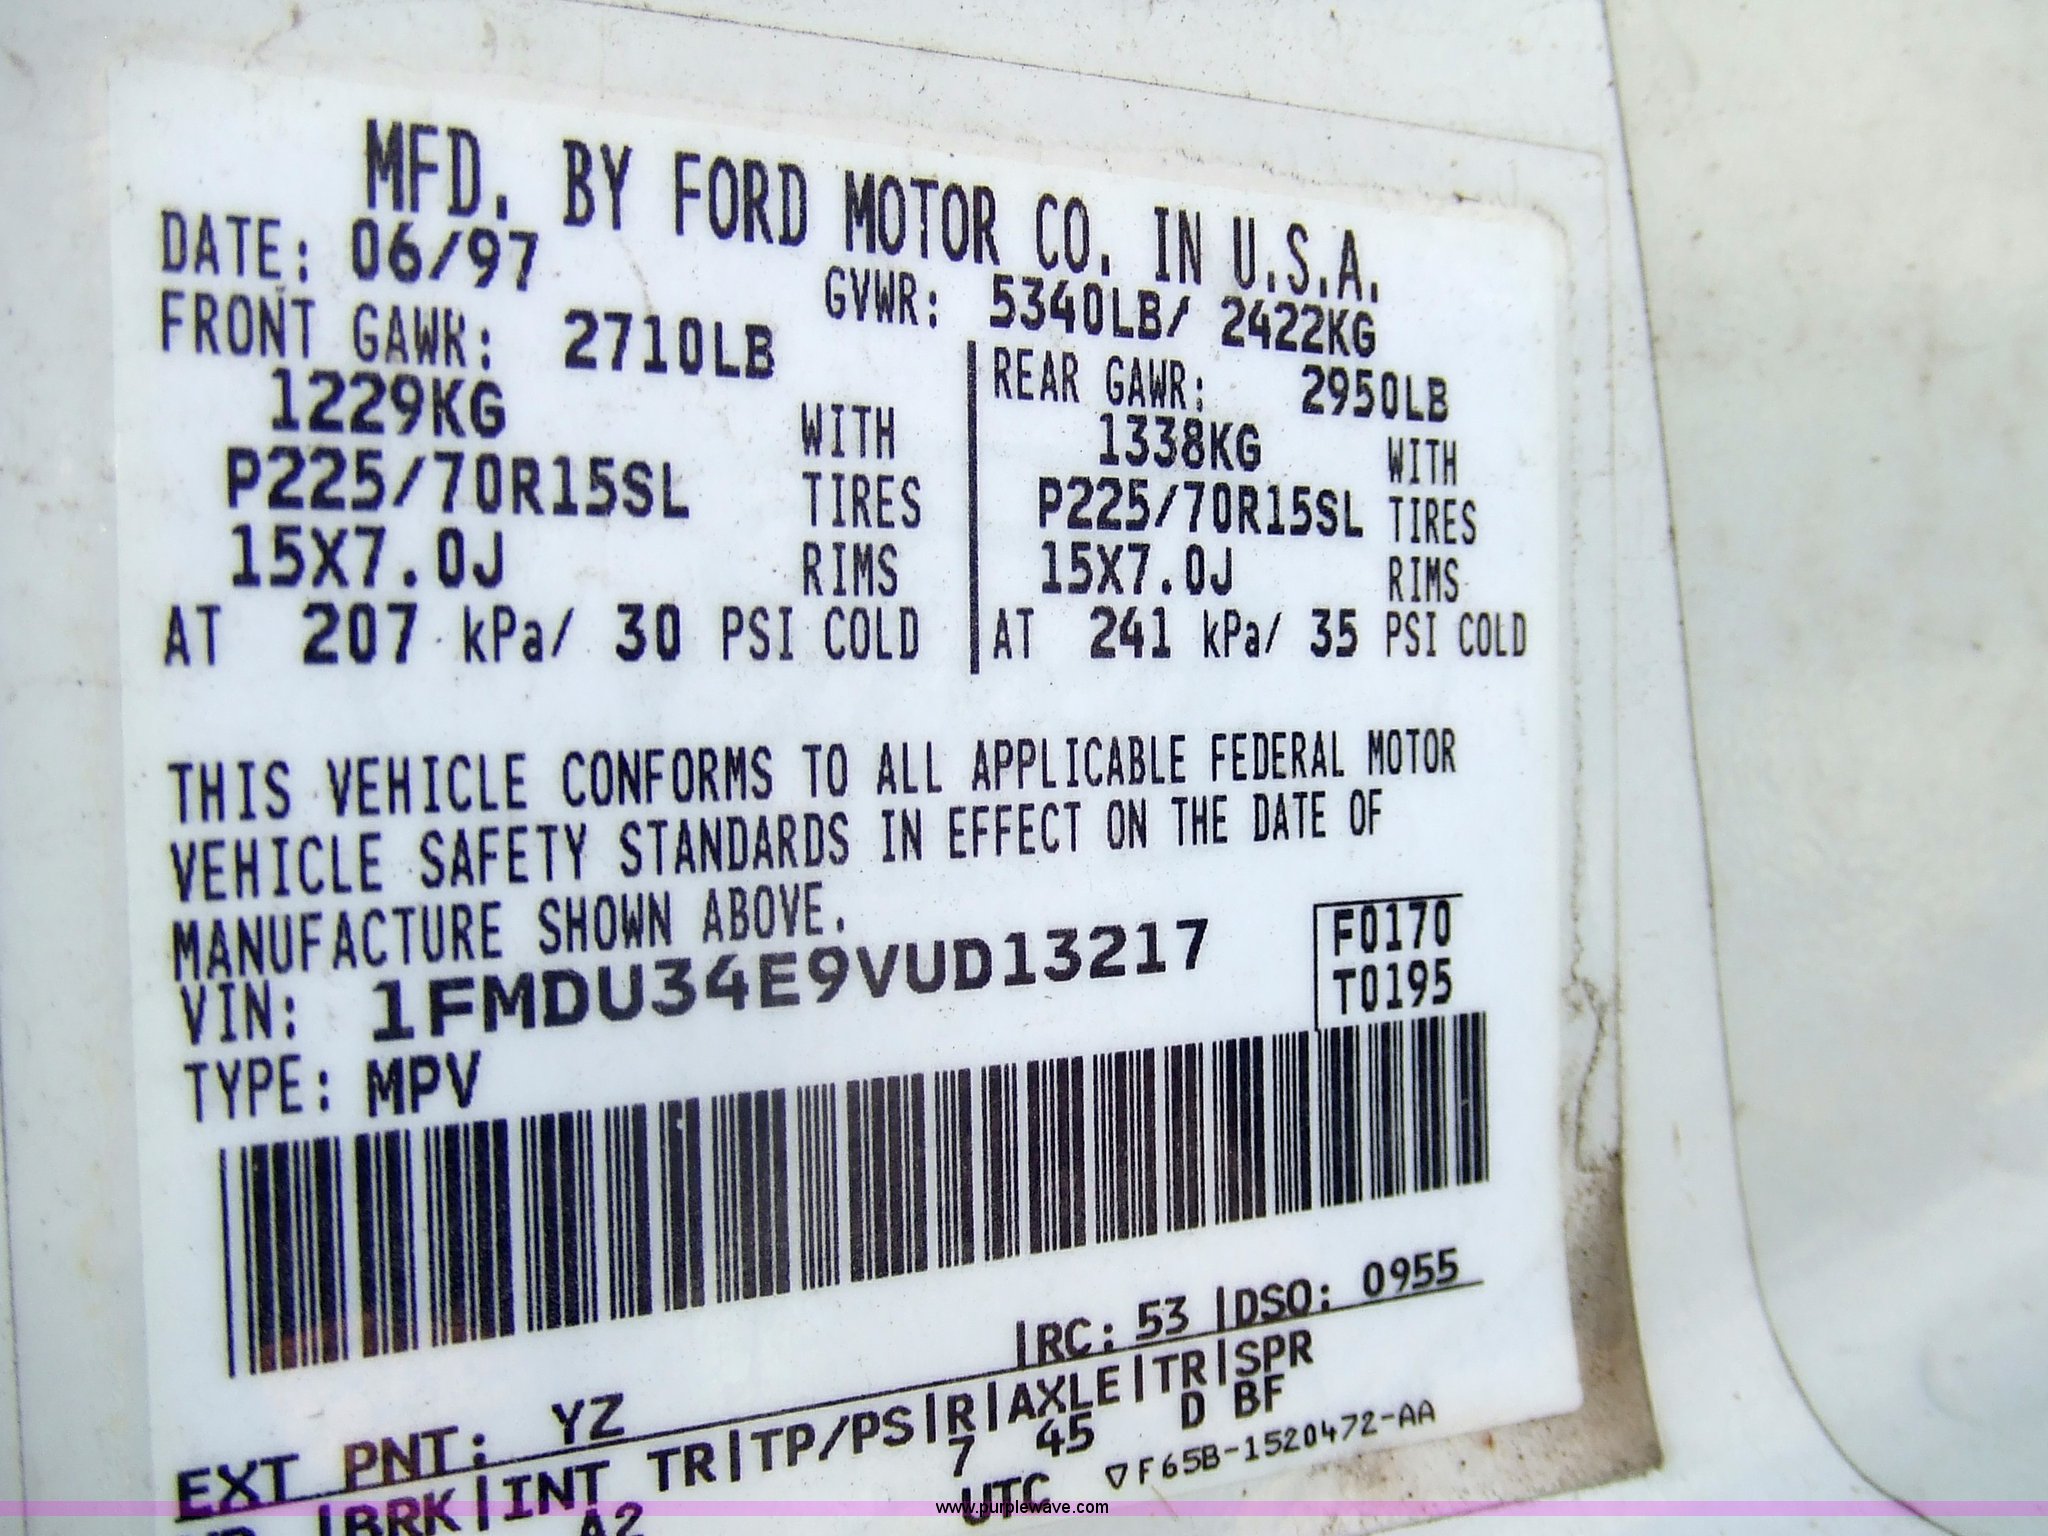 MFD. BY FORD MOTOR CO. IN U.S.A.
DATE: 06/97 GVWR: 5340LB/ 2422KG
FRONT GAWR: 2710LB REAR GAWR: 2950LB
1229KG WITH 1338KG WITH
P225/70R15SL TIRES P225/70R15SL TIRES
15X7.0J RIMS 15X7.0J RIMS
AT 207 kPa/ 30 PSI COLD AT 241 kPa/ 35 PSI COLD
THIS VEHICLE CONFORMS TO ALL APPLICABLE FEDERAL MOTOR
VEHICLE SAFETY STANDARDS IN EFFECT ON THE DATE OF
MANUFACTURE SHOWN ABOVE.
F0170
VIN: 1FMDU34E9VUD13217
T0195
TYPE: MPV
|RC: 53 |DSO: 0955
EXT PNT: YZ
|BRK|INT TR|TP/PS|R|AXLE|TR|SPR
A2 7 45 D BF
UTC ▽F65B-1520472-AA
www.purplewave.com